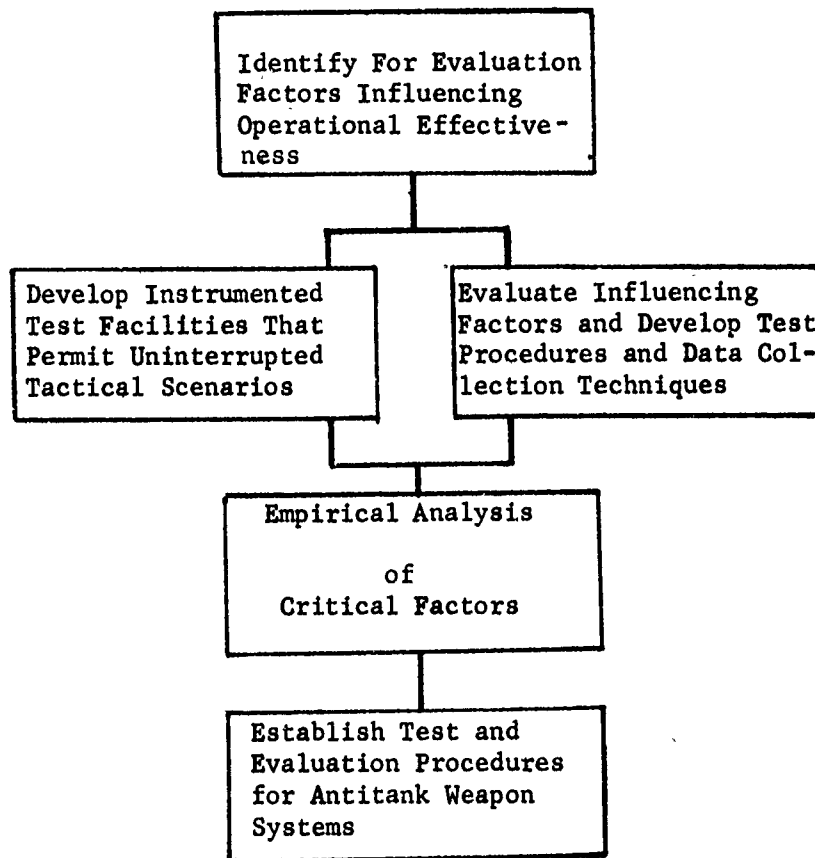 Identify For Evaluation
Factors Influencing
Operational Effective-
ness
Develop Instrumented
Test Facilities That
Permit Uninterrupted
Tactical Scenarios
Evaluate Influencing
Factors and Develop Test
Procedures and Data Col-
lection Techniques
Empirical Analysis
of
Critical Factors
Establish Test and
Evaluation Procedures
for Antitank Weapon
Systems